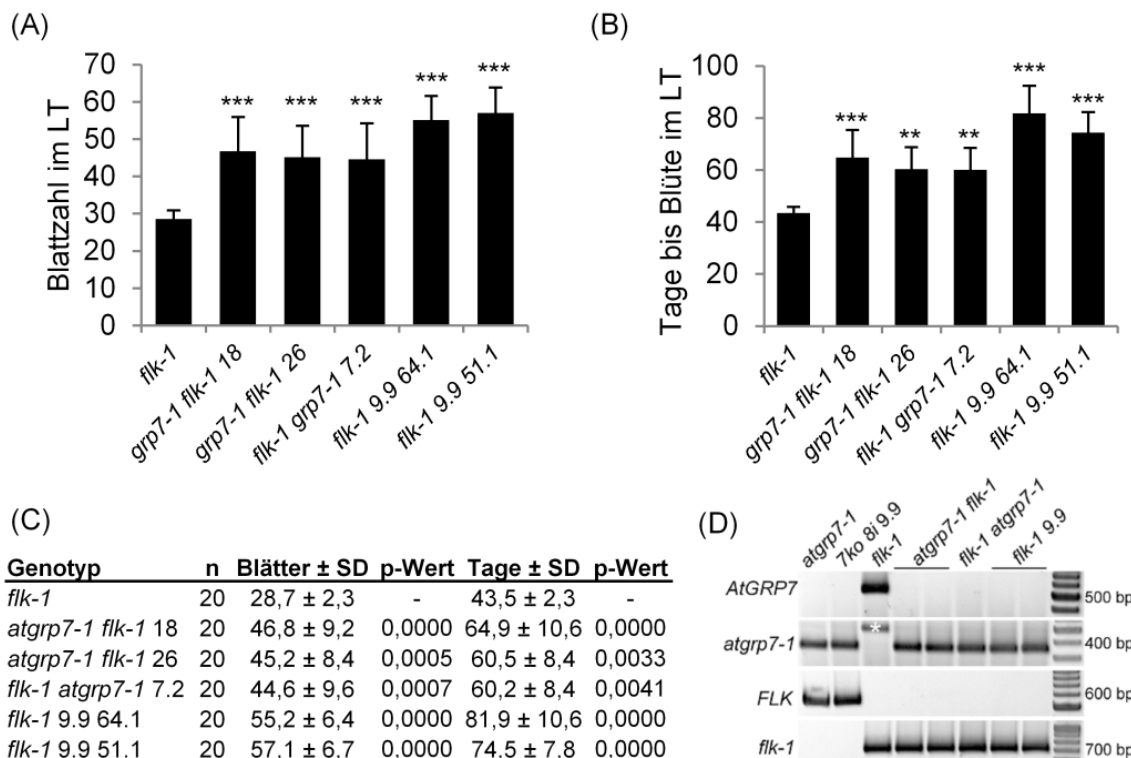 (A)
Blattzahl im LT
70
60
50
40
30
20
10
0
*** *** *** *** ***
flk-1
grp7-1 flk-1 18
grp7-1 flk-1 26
flk-1 grp7-1 7.2
flk-1 9.9 64.1
flk-1 9.9 51.1
(B)
Tage bis Blüte im LT
100
80
60
40
20
0
*** ** ** *** ***
flk-1
grp7-1 flk-1 18
grp7-1 flk-1 26
flk-1 grp7-1 7.2
flk-1 9.9 64.1
flk-1 9.9 51.1
(C)
Genotyp n Blätter ± SD p-Wert Tage ± SD p-Wert
flk-1 20 28,7 ± 2,3 - 43,5 ± 2,3 -
atgrp7-1 flk-1 18 20 46,8 ± 9,2 0,0000 64,9 ± 10,6 0,0000
atgrp7-1 flk-1 26 20 45,2 ± 8,4 0,0005 60,5 ± 8,4 0,0033
flk-1 atgrp7-1 7.2 20 44,6 ± 9,6 0,0007 60,2 ± 8,4 0,0041
flk-1 9.9 64.1 20 55,2 ± 6,4 0,0000 81,9 ± 10,6 0,0000
flk-1 9.9 51.1 20 57,1 ± 6,7 0,0000 74,5 ± 7,8 0,0000
(D)
atgrp7-1
7ko 8i 9.9
flk-1
atgrp7-1 flk-1
flk-1 atgrp7-1
flk-1 9.9
AtGRP7 500 bp
*
atgrp7-1 400 bp
FLK 600 bp
flk-1 700 bp